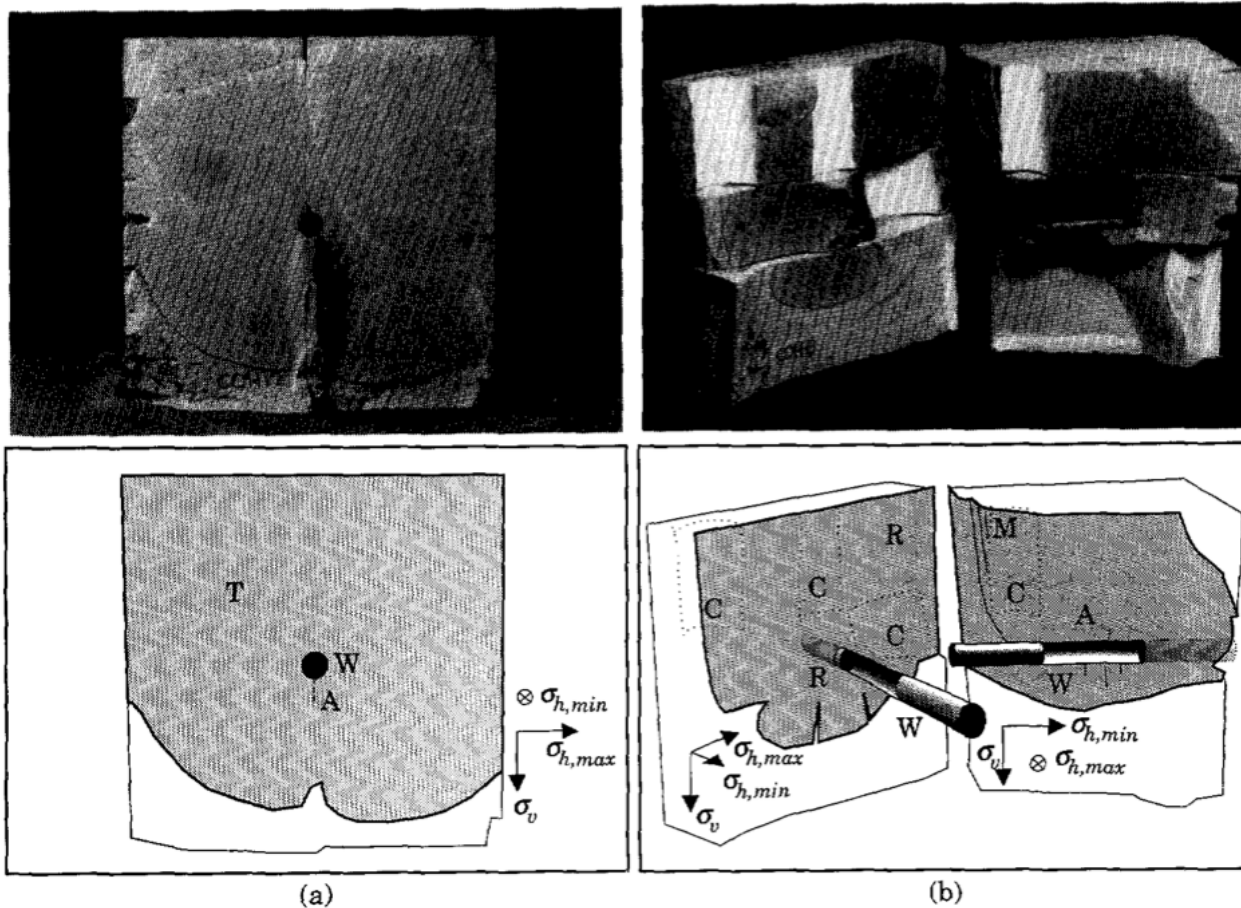 T
W
A
⊗ σh,min
σh,max
σv
(a)
R
M
C
C
C
A
C
R
W
W
σh,max
σh,min
σv
σh,min
σv
⊗ σh,max
(b)